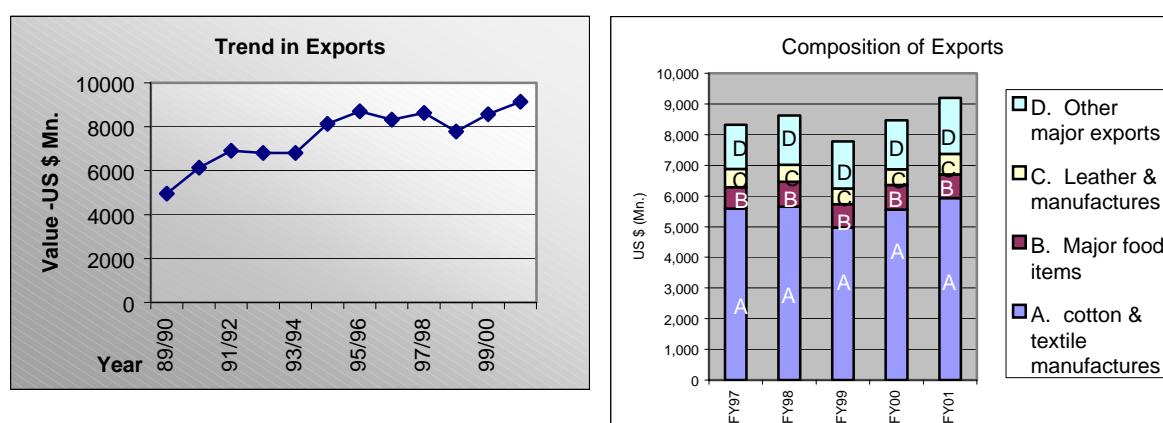 Trend in Exports
Value -US $ Mn.
10000
8000
6000
4000
2000
0
89/90
91/92
93/94
95/96
97/98
99/00
Year
Composition of Exports
US $ (Mn.)
10,000
9,000
8,000
7,000
6,000
5,000
4,000
3,000
2,000
1,000
0
D D D D D
C C C C C
B B B B B
A A A A A
FY97
FY98
FY99
FY00
FY01
D. Other
major exports
C. Leather &
manufactures
B. Major food
items
A. cotton &
textile
manufactures